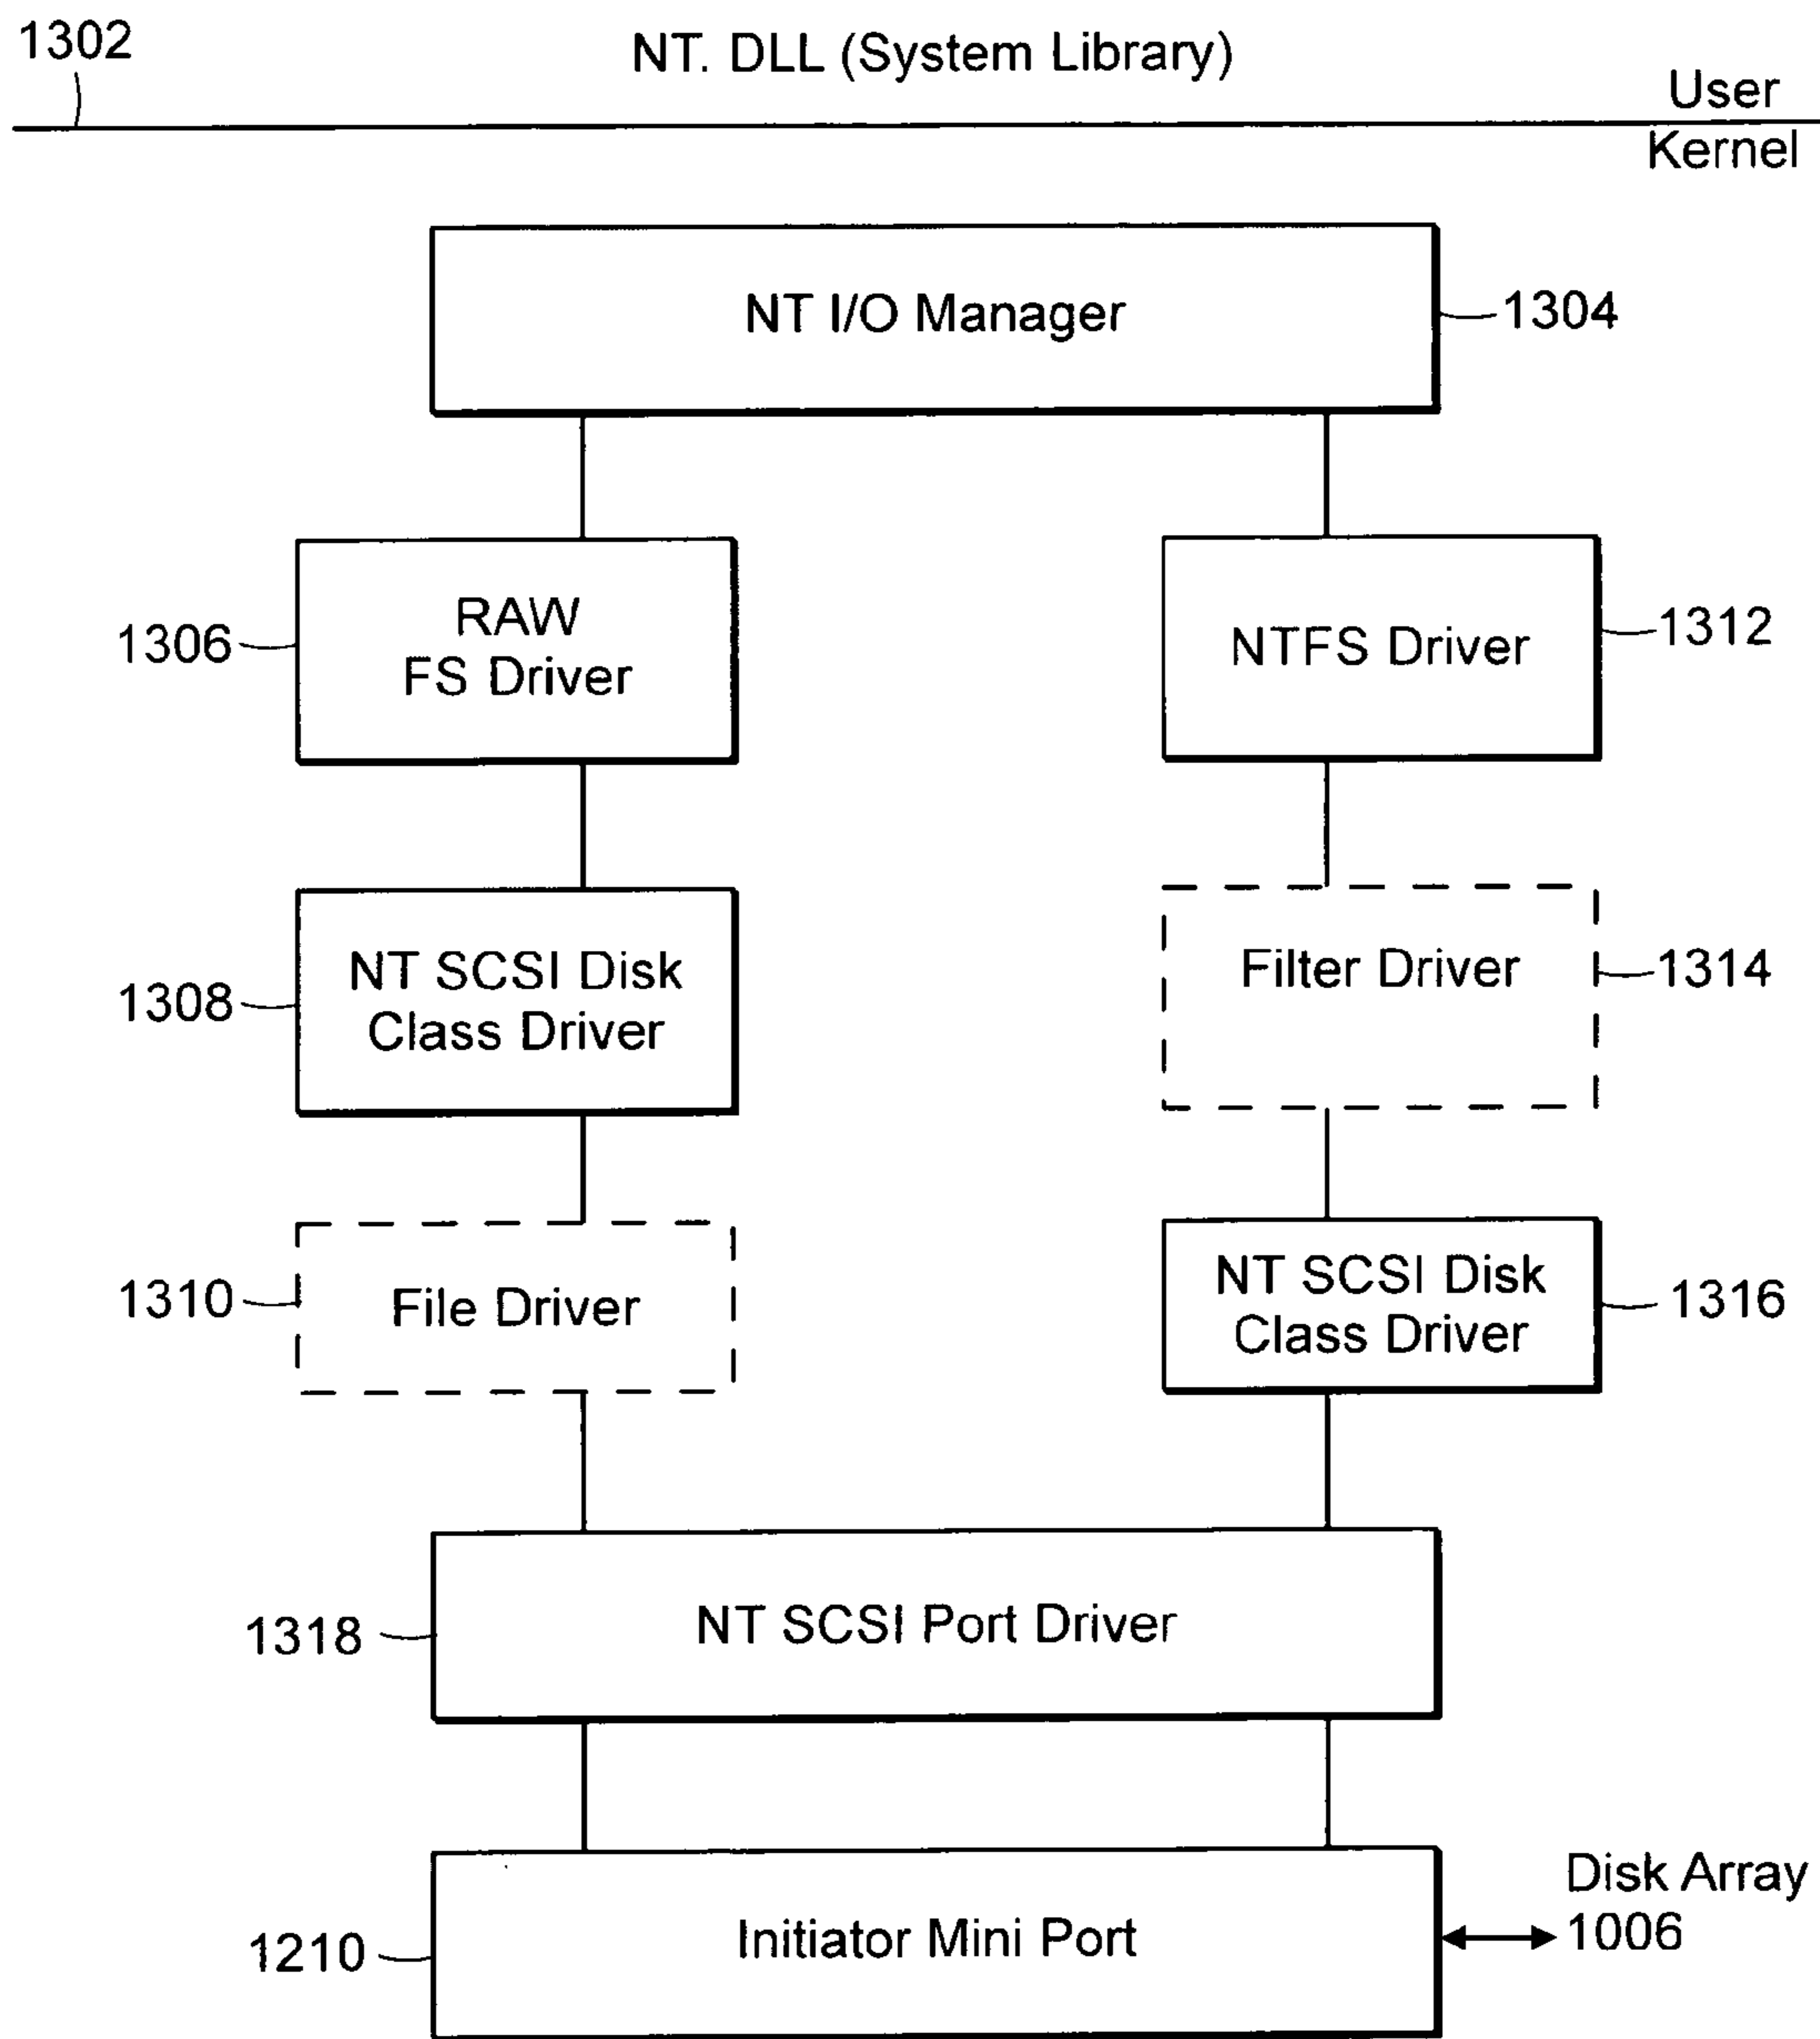 1302
NT. DLL (System Library)
User
Kernel
NT I/O Manager
1304
RAW
FS Driver
1306
NTFS Driver
1312
NT SCSI Disk
Class Driver
1308
Filter Driver
1314
File Driver
1310
NT SCSI Disk
Class Driver
1316
NT SCSI Port Driver
1318
Initiator Mini Port
1210
Disk Array
1006